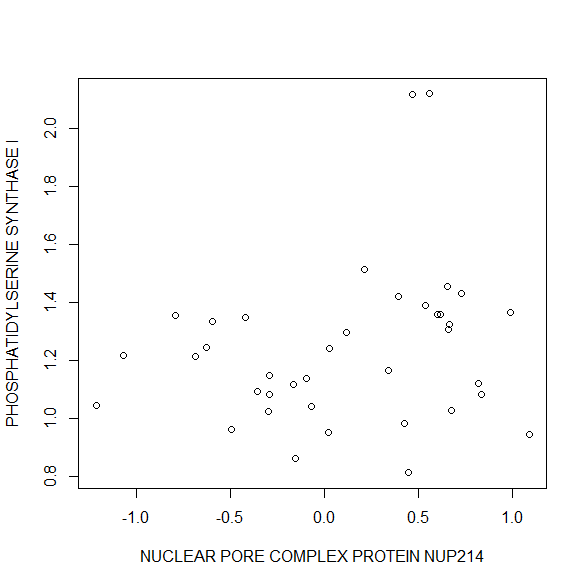 PHOSPHATIDYLSERINE SYNTHASE I
2.0
1.8
1.6
1.4
1.2
1.0
0.8
-1.0 -0.5 0.0 0.5 1.0
NUCLEAR PORE COMPLEX PROTEIN NUP214